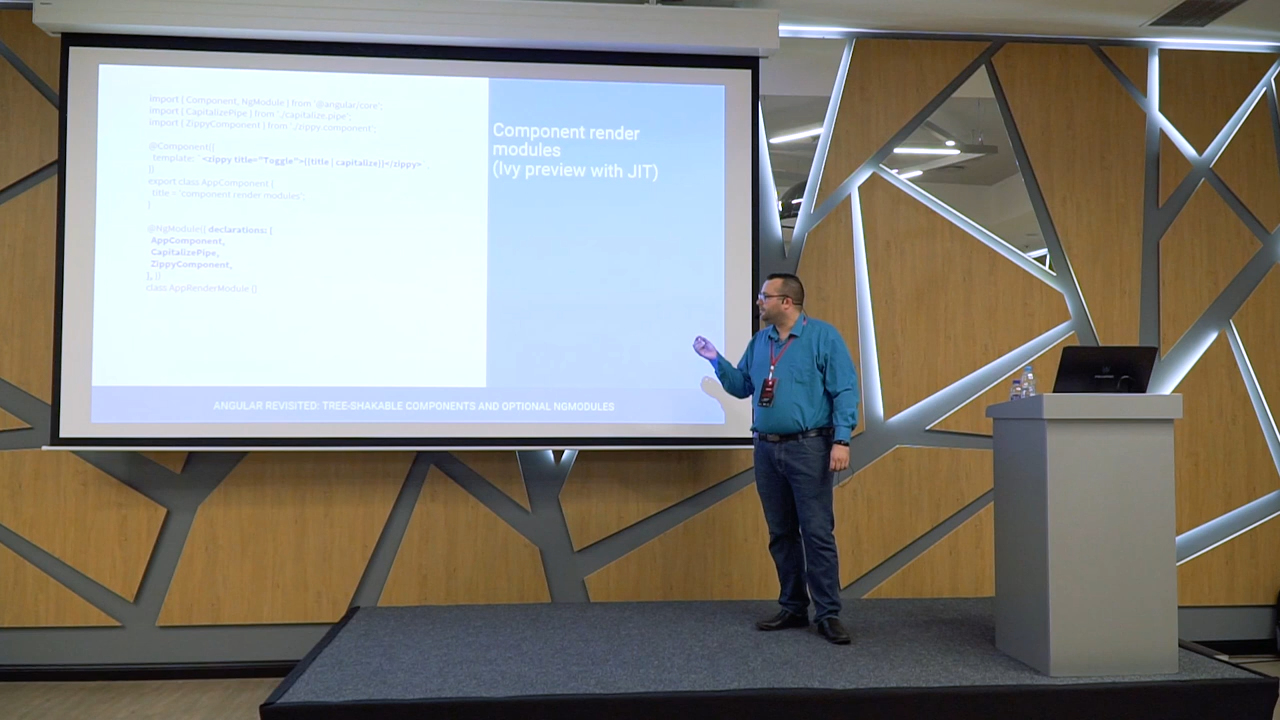 import { Component, NgModule } from '@angular/core';
import { CapitalizePipe } from './capitalize.pipe';
import { ZippyComponent } from './zippy.component';
@Component({
template: `<zippy title="Toggle">{{title | capitalize}}</zippy>`,
})
export class AppComponent {
title = 'component render modules';
}
@NgModule({ declarations: [
AppComponent,
CapitalizePipe,
ZippyComponent,
], })
class AppRenderModule {}
Component render
modules
(Ivy preview with JIT)
ANGULAR REVISITED: TREE-SHAKABLE COMPONENTS AND OPTIONAL NGMODULES